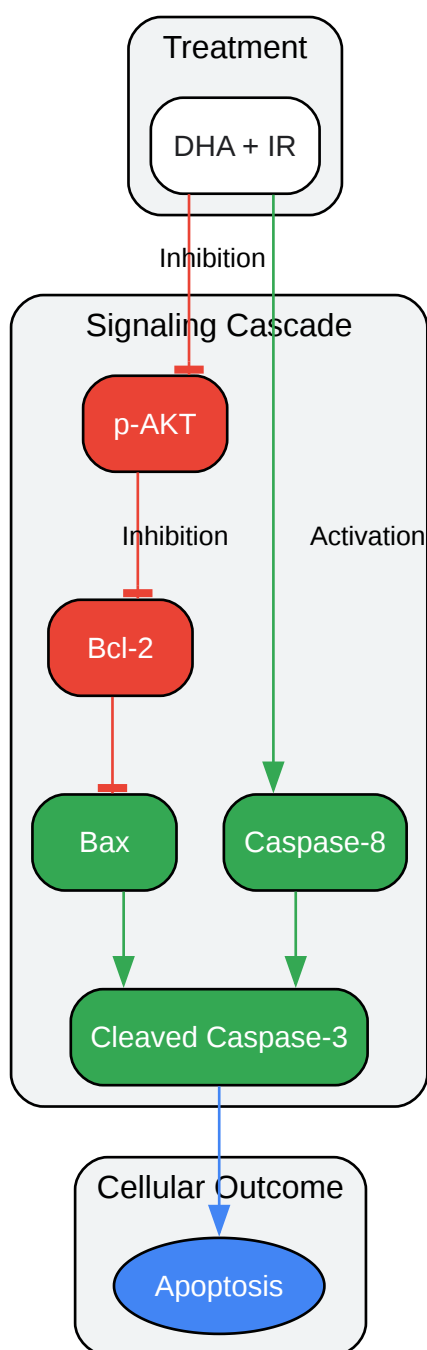 Treatment
DHA + IR
Inhibition
Signaling Cascade
p-AKT
Inhibition
Activation
Bcl-2
Bax
Caspase-8
Cleaved Caspase-3
Cellular Outcome
Apoptosis